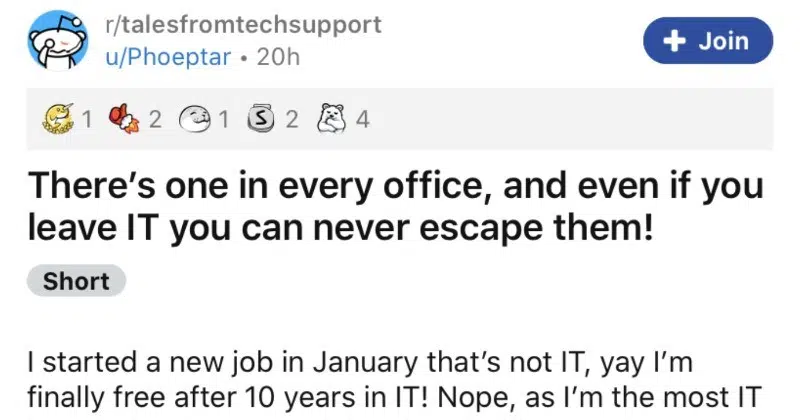 r/talesfromtechsupport
u/Phoeptar • 20h
+ Join
1 2 1 S 2 4
There’s one in every office, and even if you
leave IT you can never escape them!
Short
I started a new job in January that’s not IT, yay I’m
finally free after 10 years in IT! Nope, as I’m the most IT